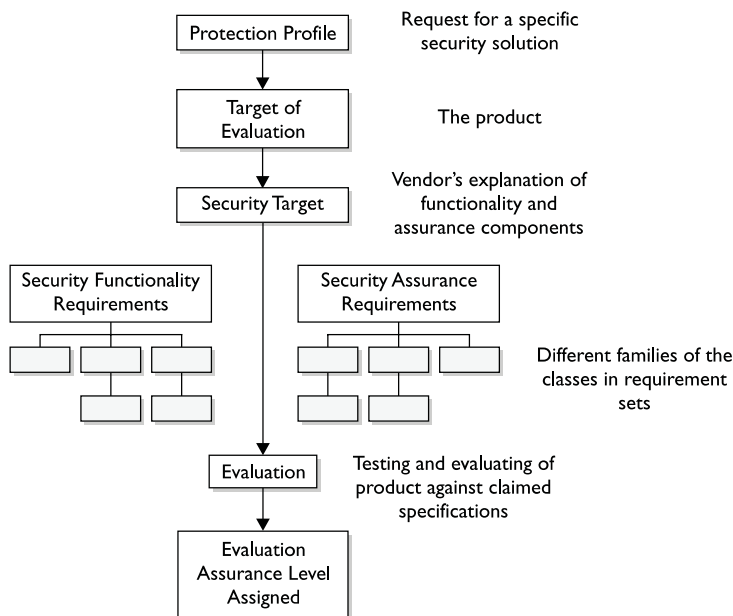 Protection Profile
Request for a specific
security solution
Target of
Evaluation
The product
Security Target
Vendor's explanation of
functionality and
assurance components
Security Functionality
Requirements
Security Assurance
Requirements
Different families of the
classes in requirement
sets
Evaluation
Testing and evaluating of
product against claimed
specifications
Evaluation
Assurance Level
Assigned